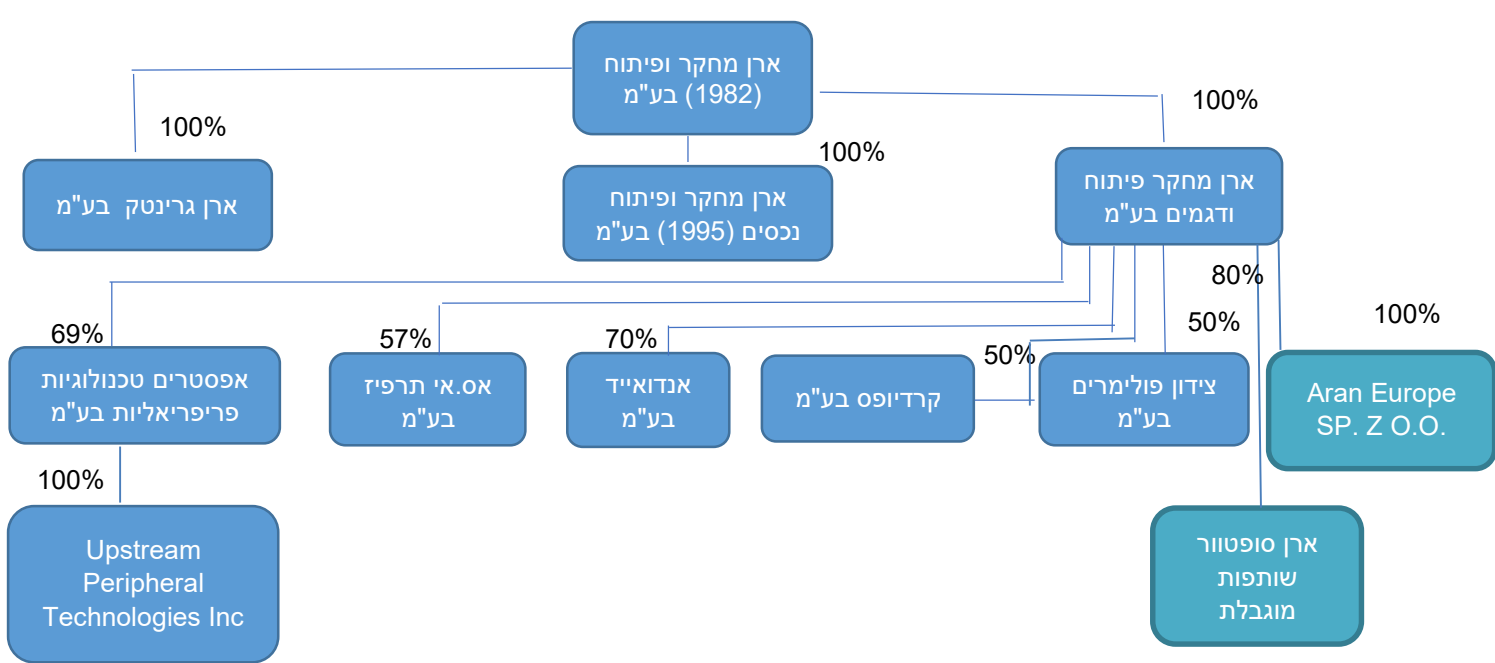 ארן מחקר ופיתוח
(1982) בע"מ
100%
100%
100%
ארן גרינטק בע"מ
ארן מחקר ופיתוח
נכסים (1995) בע"מ
ארן מחקר פיתוח
ודגמים בע"מ
80%
69%
57%
70%
50%
50%
100%
אפסטרים טכנולוגיות
פריפריאליות בע"מ
אס.אי תרפיז
בע"מ
אנדואייד
בע"מ
קרדיופס בע"מ
צידון פולימרים
בע"מ
Aran Europe
SP. Z O.O.
100%
Upstream
Peripheral
Technologies Inc
ארן סופטוור
שותפות
מוגבלת